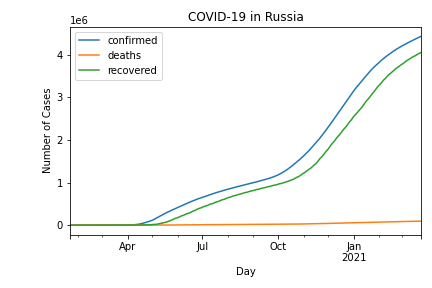 COVID-19 in Russia
1e6
confirmed
deaths
recovered
Number of Cases
4
3
2
1
0
Apr
Jul
Oct
Jan
2021
Day